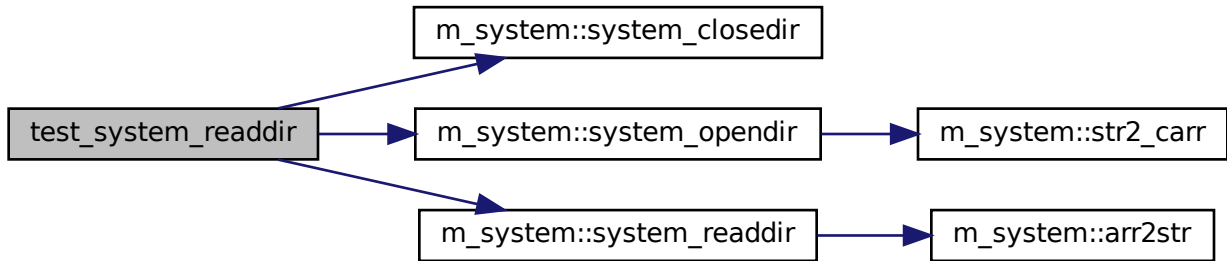 m_system::system_closedir
test_system_readdir
m_system::system_opendir
m_system::str2_carr
m_system::system_readdir
m_system::arr2str